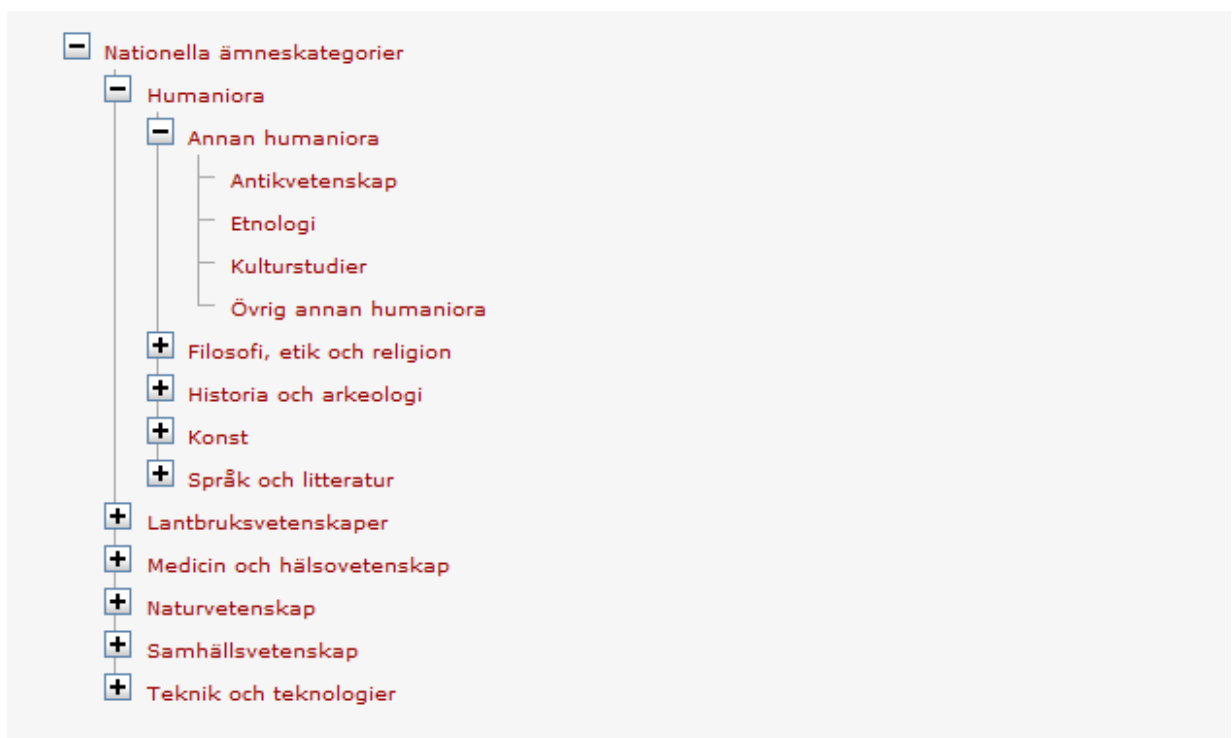 Nationella ämneskategorier
Humaniora
Annan humaniora
Antikvetenskap
Etnologi
Kulturstudier
Övrig annan humaniora
Filosofi, etik och religion
Historia och arkeologi
Konst
Språk och litteratur
Lantbruksvetenskaper
Medicin och hälsovetenskap
Naturvetenskap
Samhällsvetenskap
Teknik och teknologier